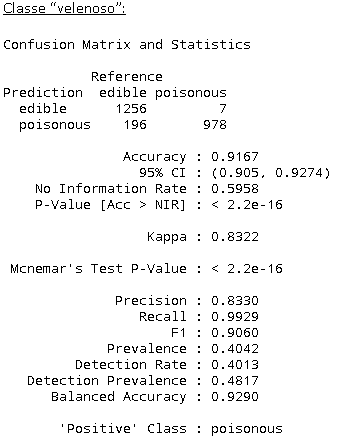 Classe “velenoso”:
Confusion Matrix and Statistics
Reference
Prediction edible poisonous
edible 1256 7
poisonous 196 978
Accuracy : 0.9167
95% CI : (0.905, 0.9274)
No Information Rate : 0.5958
P-Value [Acc > NIR] : < 2.2e-16
Kappa : 0.8322
Mcnemar's Test P-Value : < 2.2e-16
Precision : 0.8330
Recall : 0.9929
F1 : 0.9060
Prevalence : 0.4042
Detection Rate : 0.4013
Detection Prevalence : 0.4817
Balanced Accuracy : 0.9290
'Positive' Class : poisonous